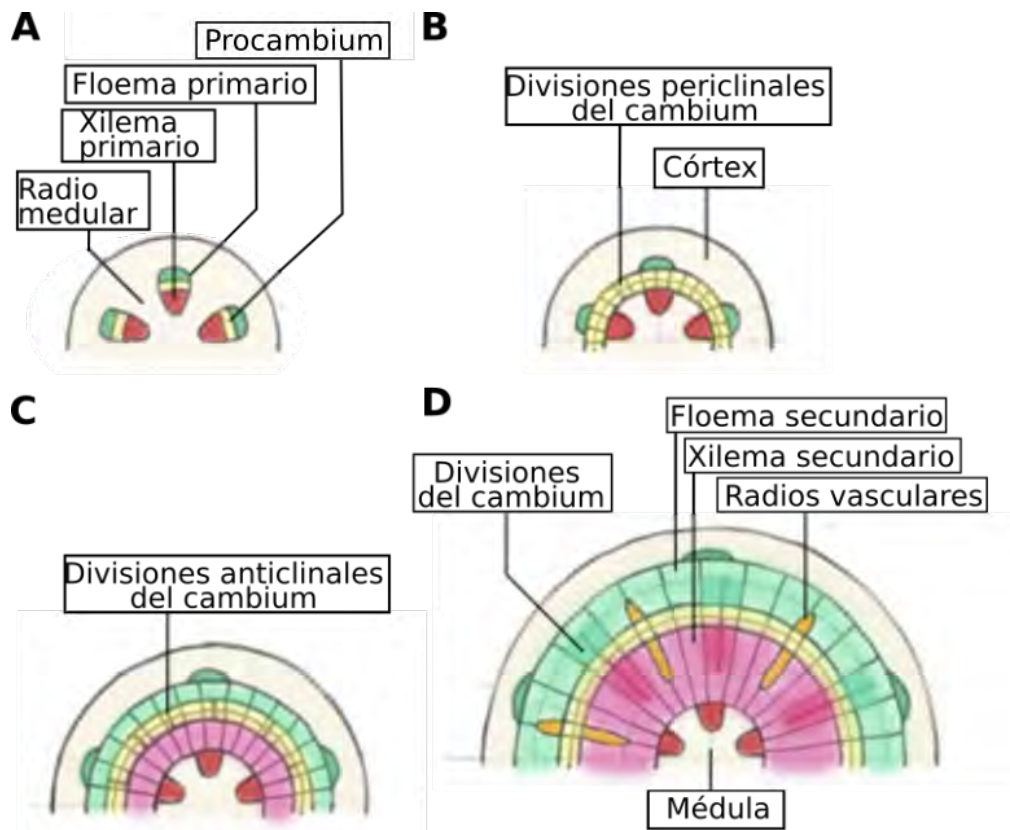 A
Procambium
Floema primario
Xilema
primario
Radio
medular
B
Divisiones periclinales
del cambium
Córtex
C
Divisiones anticlinales
del cambium
D
Floema secundario
Xilema secundario
Radios vasculares
Divisiones
del cambium
Médula